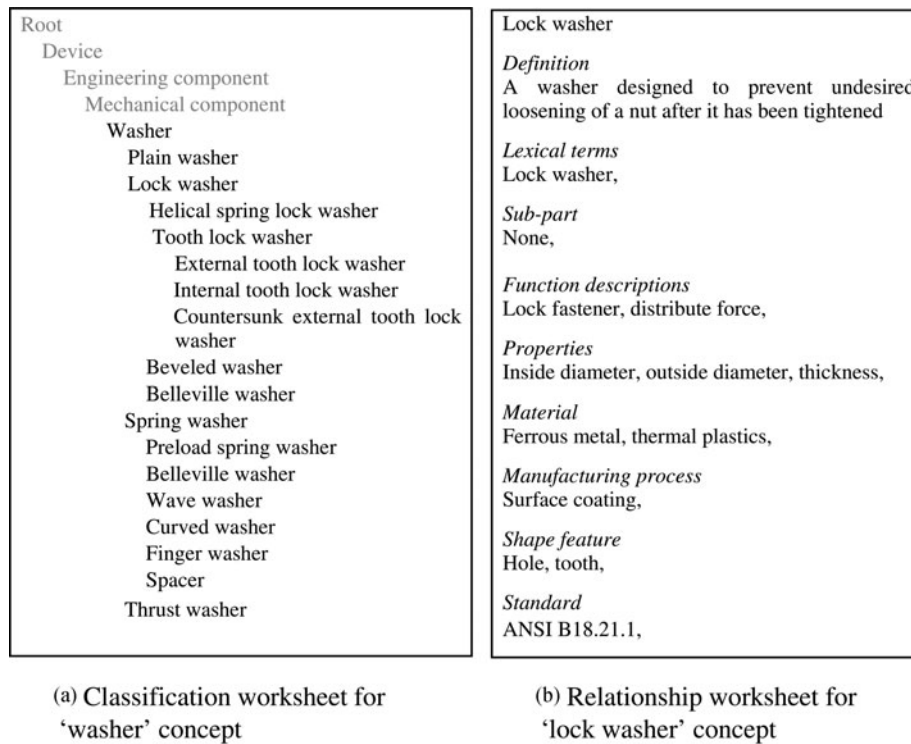 Root
Device
Engineering component
Mechanical component
Washer
Plain washer
Lock washer
Helical spring lock washer
Tooth lock washer
External tooth lock washer
Internal tooth lock washer
Countersunk external tooth lock
washer
Beveled washer
Belleville washer
Spring washer
Preload spring washer
Belleville washer
Wave washer
Curved washer
Finger washer
Spacer
Thrust washer
(a) Classification worksheet for
‘washer’ concept
Lock washer
Definition
A washer designed to prevent undesired
loosening of a nut after it has been tightened
Lexical terms
Lock washer,
Sub-part
None,
Function descriptions
Lock fastener, distribute force,
Properties
Inside diameter, outside diameter, thickness,
Material
Ferrous metal, thermal plastics,
Manufacturing process
Surface coating,
Shape feature
Hole, tooth,
Standard
ANSI B18.21.1,
(b) Relationship worksheet for
‘lock washer’ concept